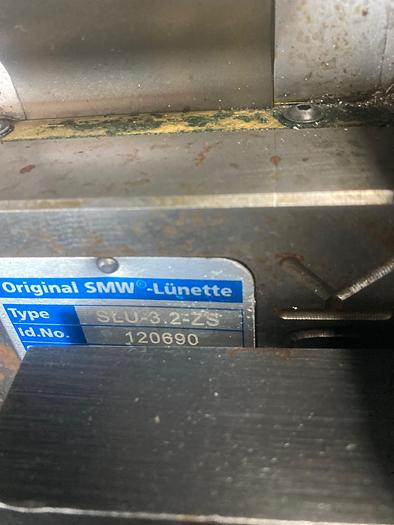 Original SMW®-Lünette
Type SLU-3.2-ZS
Id.No. 120690